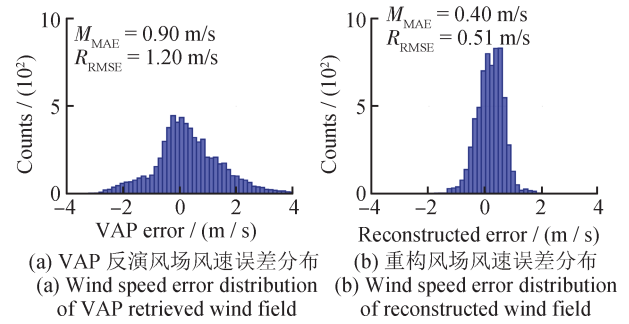 M_MAE = 0.90 m/s
R_RMSE = 1.20 m/s
Counts / (10²)
10
5
0
−4
−2
0
2
4
VAP error / (m / s)
(a) VAP 反演风场风速误差分布
(a) Wind speed error distribution
of VAP retrieved wind field
M_MAE = 0.40 m/s
R_RMSE = 0.51 m/s
Counts / (10²)
10
5
0
−4
−2
0
2
4
Reconstructed error / (m / s)
(b) 重构风场风速误差分布
(b) Wind speed error distribution
of reconstructed wind field